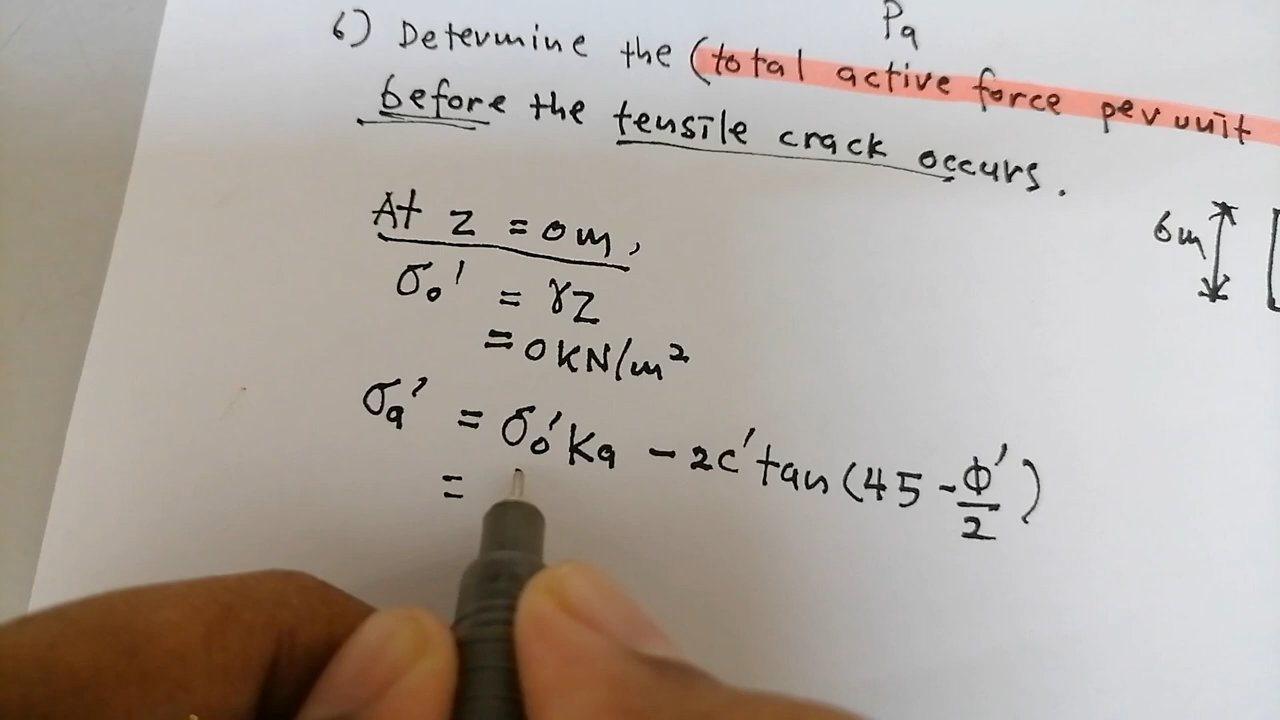 Pa
6) Determine the (total active force per unit
before the tensile crack occurs.
At z = 0m,
6m
σo' = γz
= 0 KN/m²
σa' = σo'Ka - 2c'tan(45 - Φ'/2)
=